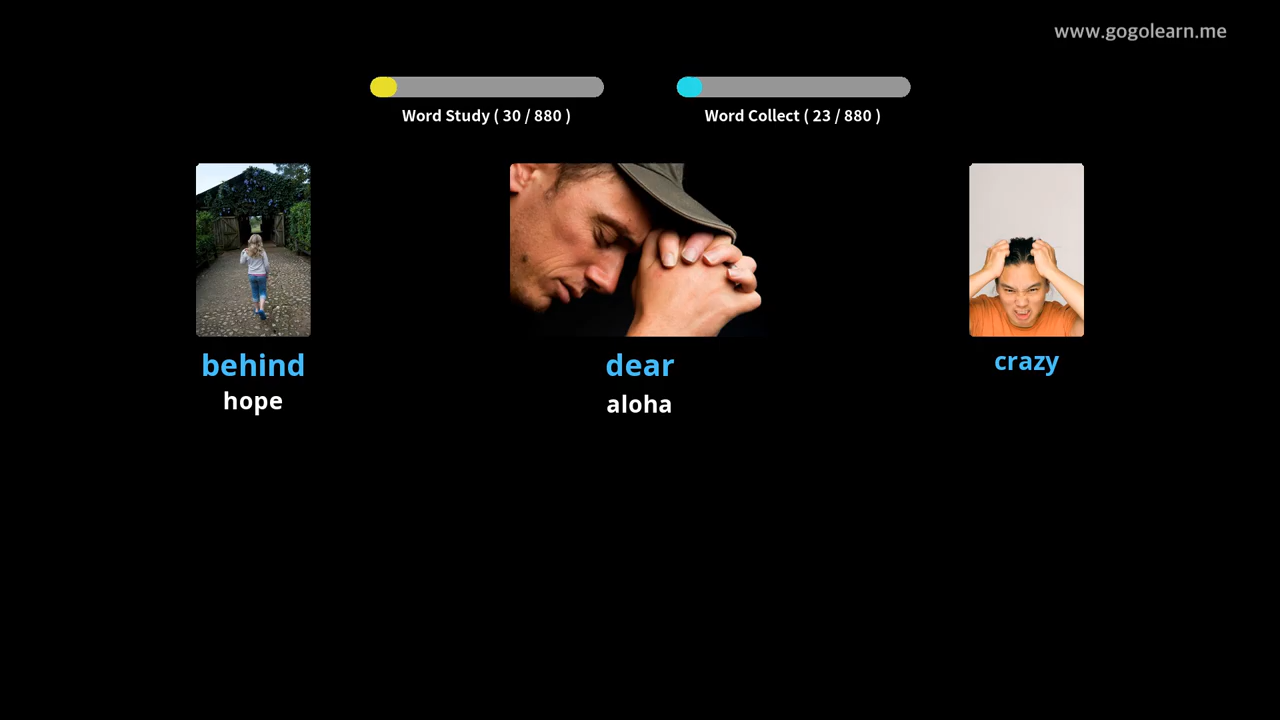 www.gogolearn.me
Word Study ( 30 / 880 )
Word Collect ( 23 / 880 )
behind
hope
dear
aloha
crazy